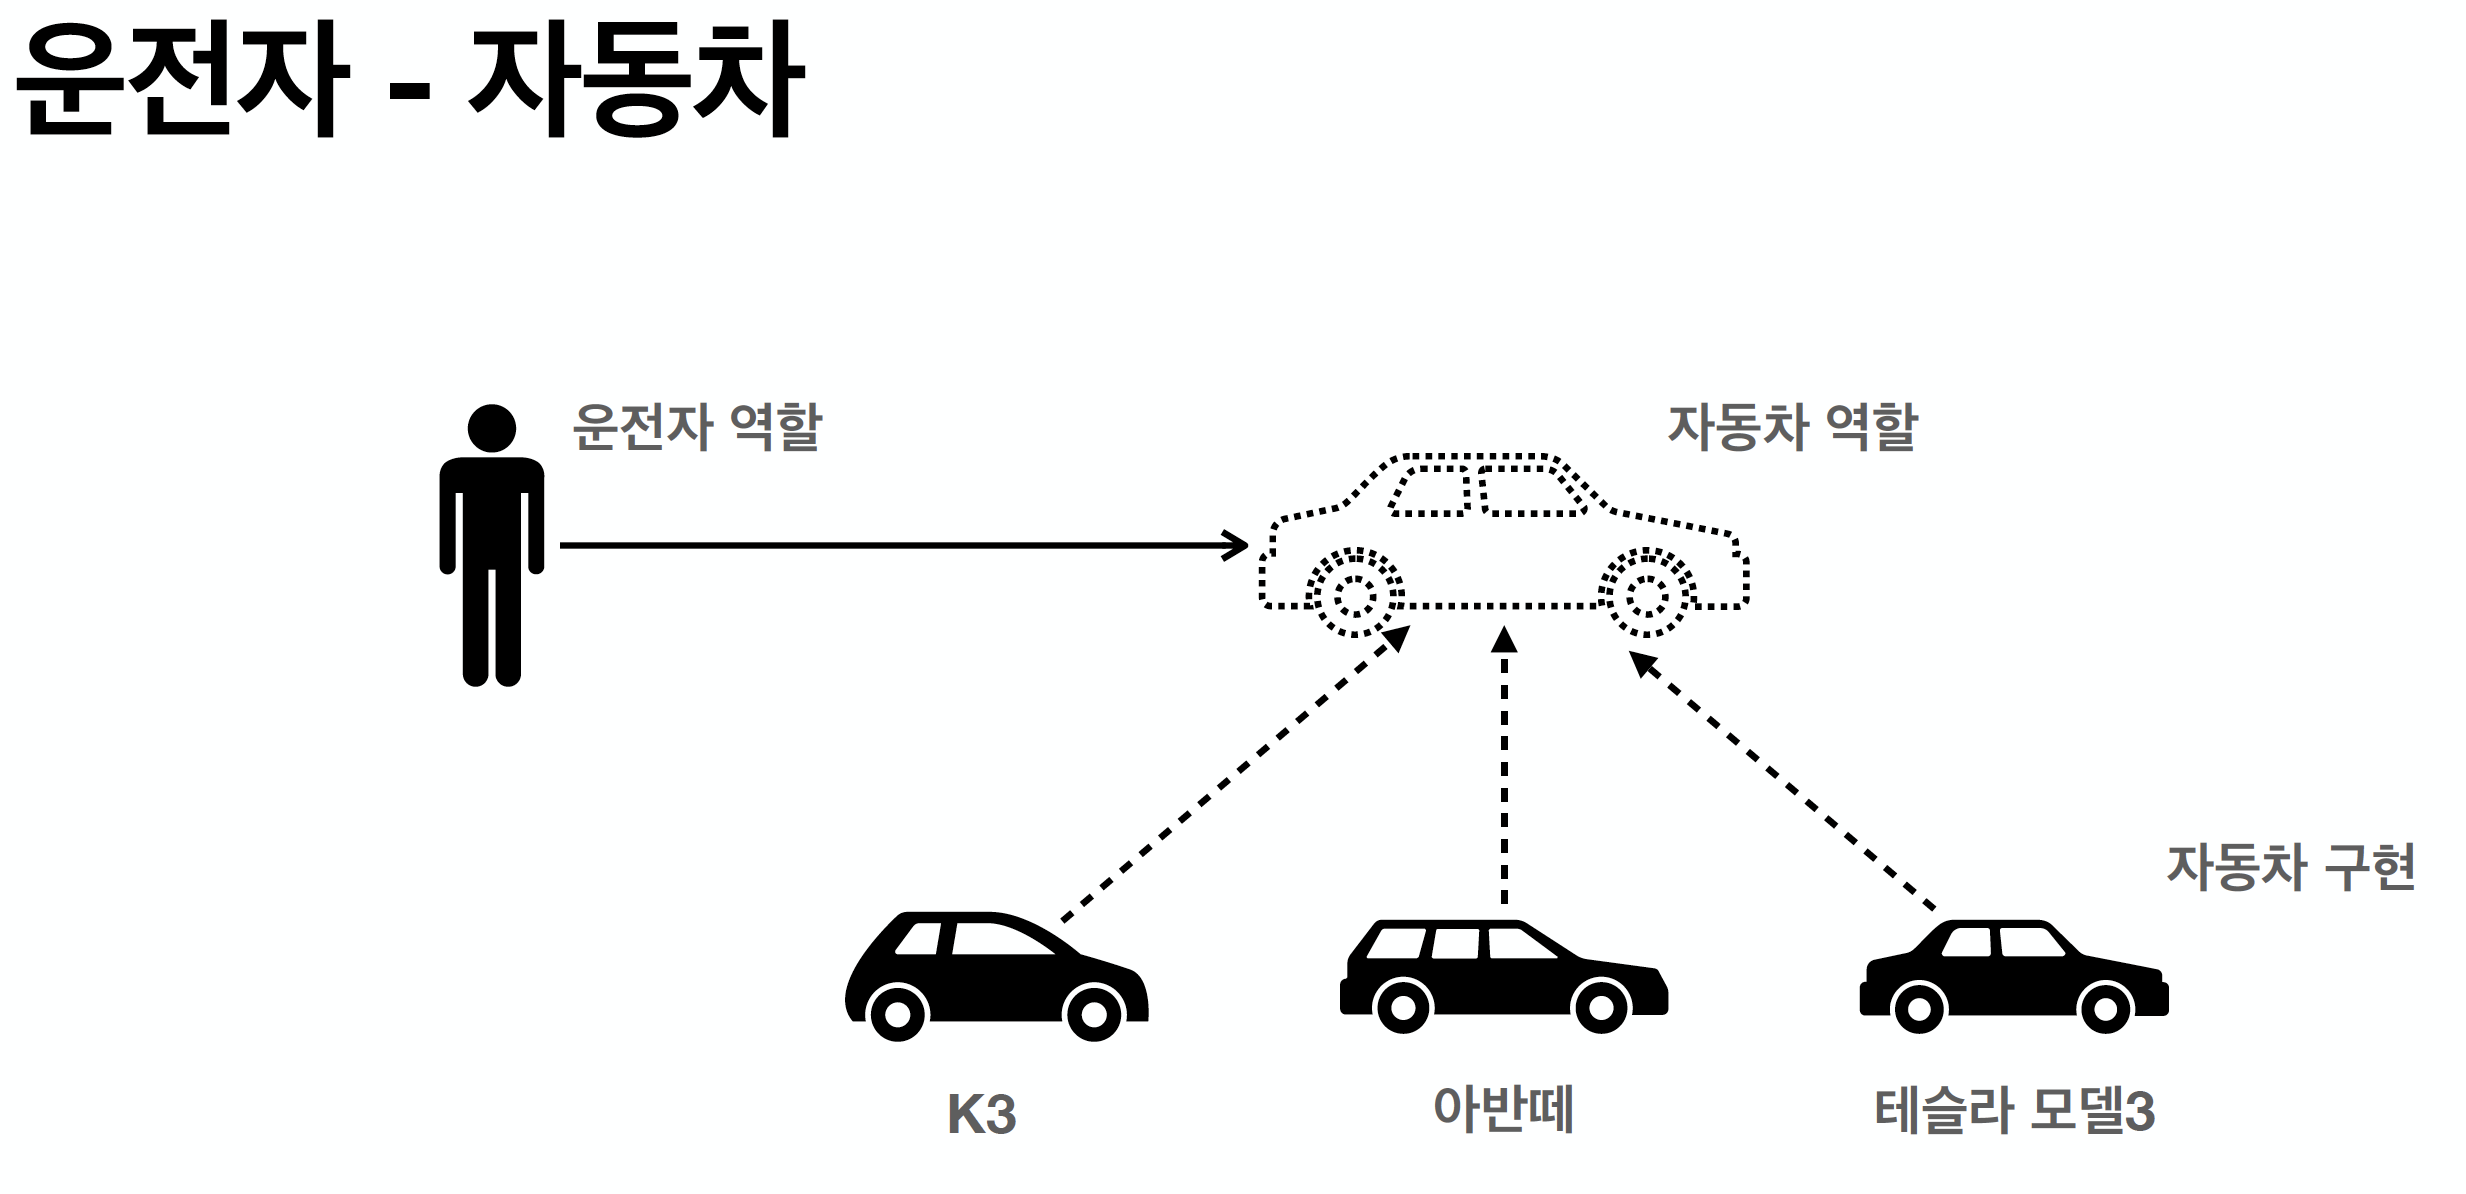 운전자 - 자동차
운전자 역할
자동차 역할
자동차 구현
K3
아반떼
테슬라 모델3